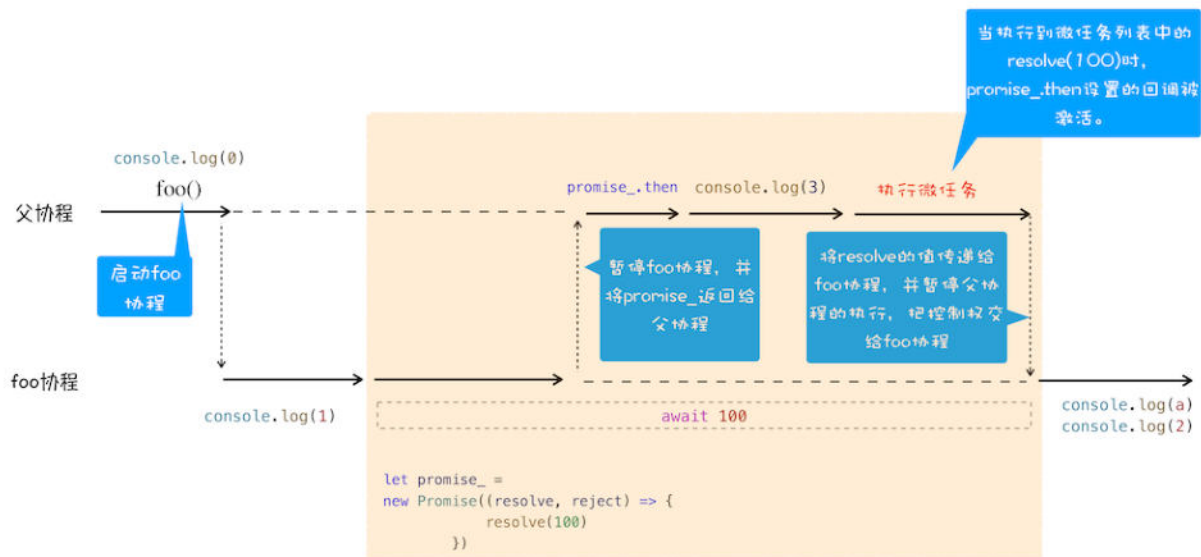 当执行到微任务列表中的
resolve(100)时，
promise_.then设置的回调被
激活。
console.log(0)
foo()
promise_.then
console.log(3)
执行微任务
父协程
启动foo
协程
暂停foo协程，并
将promise_返回给
父协程
将resolve的值传递给
foo协程，并暂停父协
程的执行，把控制权交
给foo协程
foo协程
console.log(1)
await 100
console.log(a)
console.log(2)
let promise_ =
new Promise((resolve, reject) => {
resolve(100)
})